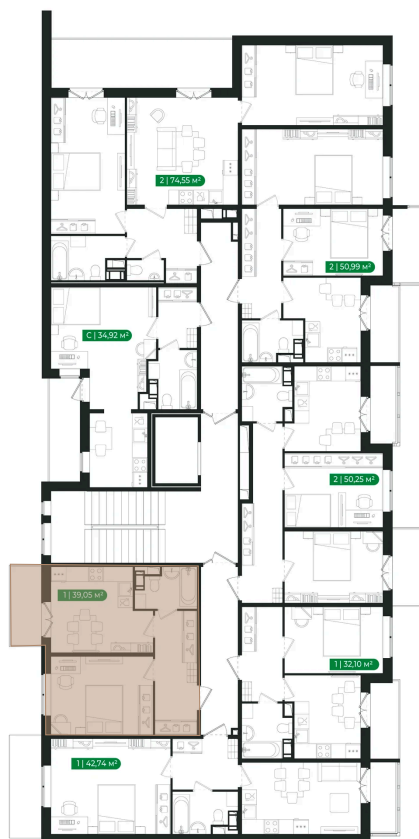 2 | 74,55 м²
2 | 50,99 м²
С | 34,92 м²
2 | 50,25 м²
1 | 39,05 м²
1 | 32,10 м²
1 | 42,74 м²